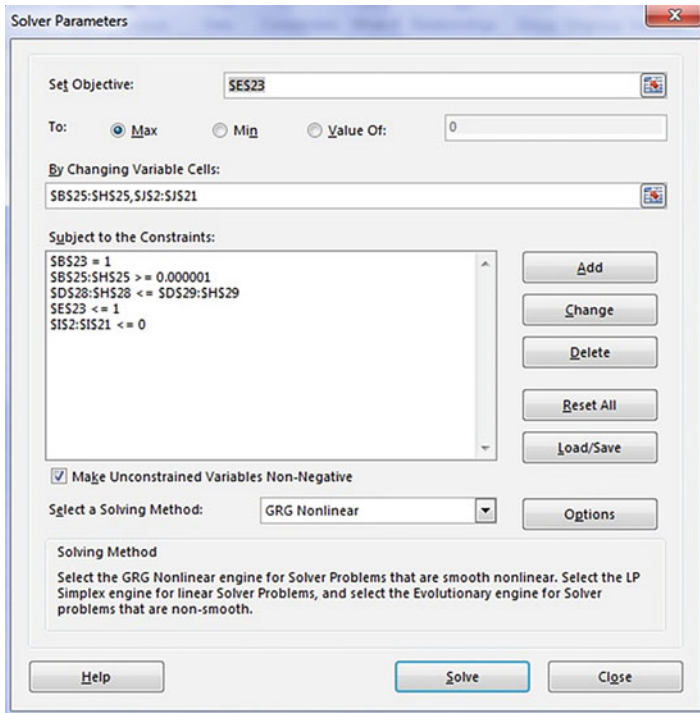 Solver Parameters
Set Objective: $E$23
To: Max Min Value Of: 0
By Changing Variable Cells:
$B$25:$H$25,$J$2:$J$21
Subject to the Constraints:
$B$23 = 1
$B$25:$H$25 >= 0.000001
$D$28:$H$28 <= $D$29:$H$29
$E$23 <= 1
$I$2:$I$21 <= 0
Add
Change
Delete
Reset All
Load/Save
Make Unconstrained Variables Non-Negative
Select a Solving Method: GRG Nonlinear Options
Solving Method
Select the GRG Nonlinear engine for Solver Problems that are smooth nonlinear. Select the LP
Simplex engine for linear Solver Problems, and select the Evolutionary engine for Solver
problems that are non-smooth.
Help Solve Close